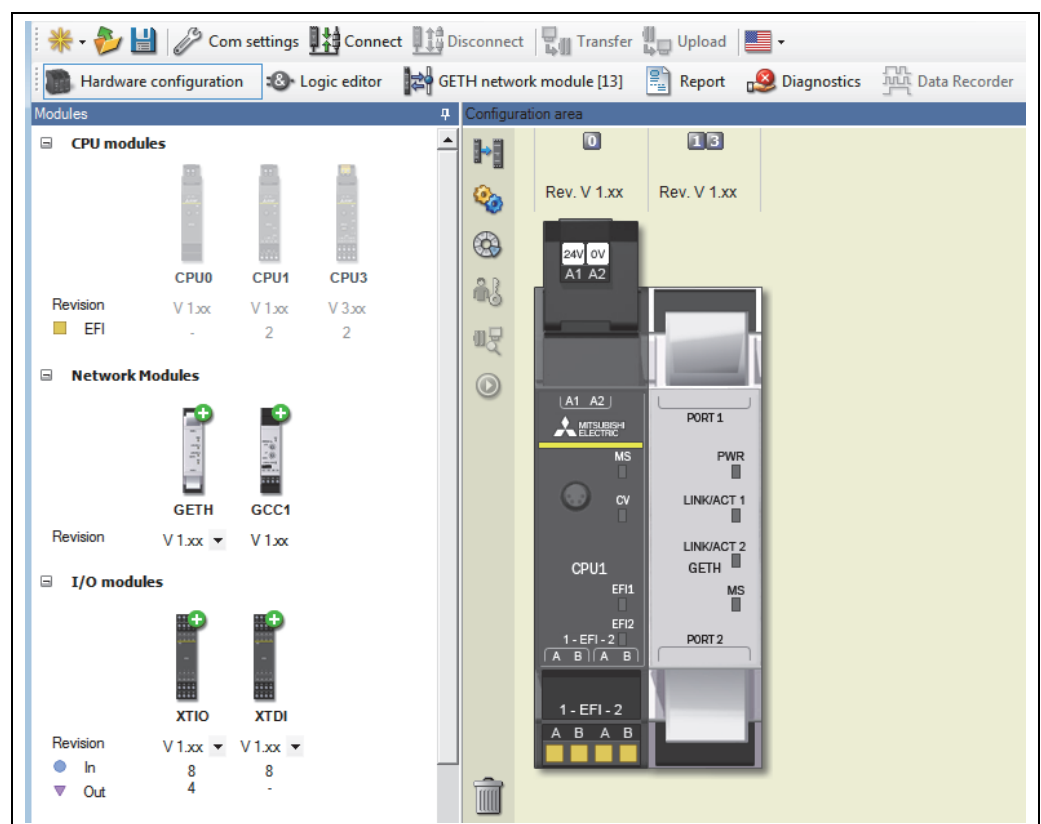 Com settings Connect Disconnect Transfer Upload
Hardware configuration Logic editor GETH network module [13] Report Diagnostics Data Recorder
Modules
CPU modules
CPU0 CPU1 CPU3
Revision V 1.xx V 1.xx V 3.xx
EFI - 2 2
Network Modules
GETH GCC1
Revision V 1.xx V 1.xx
I/O modules
XTIO XTDI
Revision V 1.xx V 1.xx
In 8 8
Out 4 -
Configuration area
0 13
Rev. V 1.xx Rev. V 1.xx
24V 0V
A1 A2
A1 A2
MITSUBISHI
ELECTRIC
MS
CV
CPU1
EFI1
EFI2
1 - EFI - 2
A B A B
1 - EFI - 2
A B A B
PORT 1
PWR
LINK/ACT 1
LINK/ACT 2
GETH
MS
PORT 2